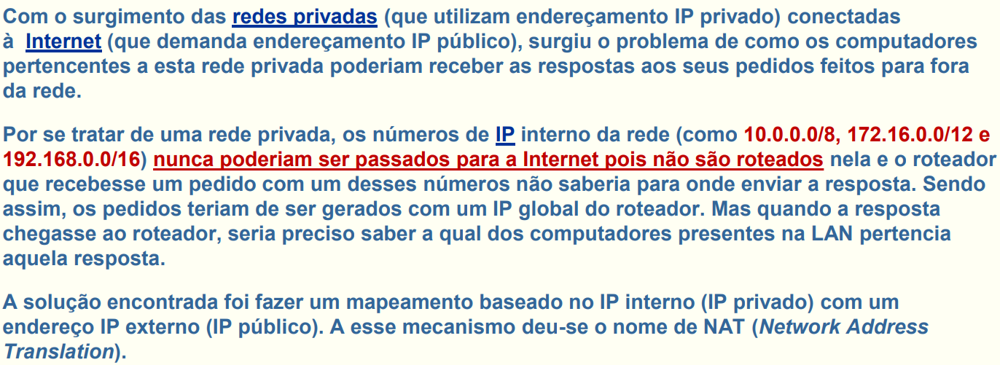 Com o surgimento das redes privadas (que utilizam endereçamento IP privado) conectadas
à Internet (que demanda endereçamento IP público), surgiu o problema de como os computadores
pertencentes a esta rede privada poderiam receber as respostas aos seus pedidos feitos para fora
da rede.
Por se tratar de uma rede privada, os números de IP interno da rede (como 10.0.0.0/8, 172.16.0.0/12 e
192.168.0.0/16) nunca poderiam ser passados para a Internet pois não são roteados nela e o roteador
que recebesse um pedido com um desses números não saberia para onde enviar a resposta. Sendo
assim, os pedidos teriam de ser gerados com um IP global do roteador. Mas quando a resposta
chegasse ao roteador, seria preciso saber a qual dos computadores presentes na LAN pertencia
aquela resposta.
A solução encontrada foi fazer um mapeamento baseado no IP interno (IP privado) com um
endereço IP externo (IP público). A esse mecanismo deu-se o nome de NAT (Network Address
Translation).